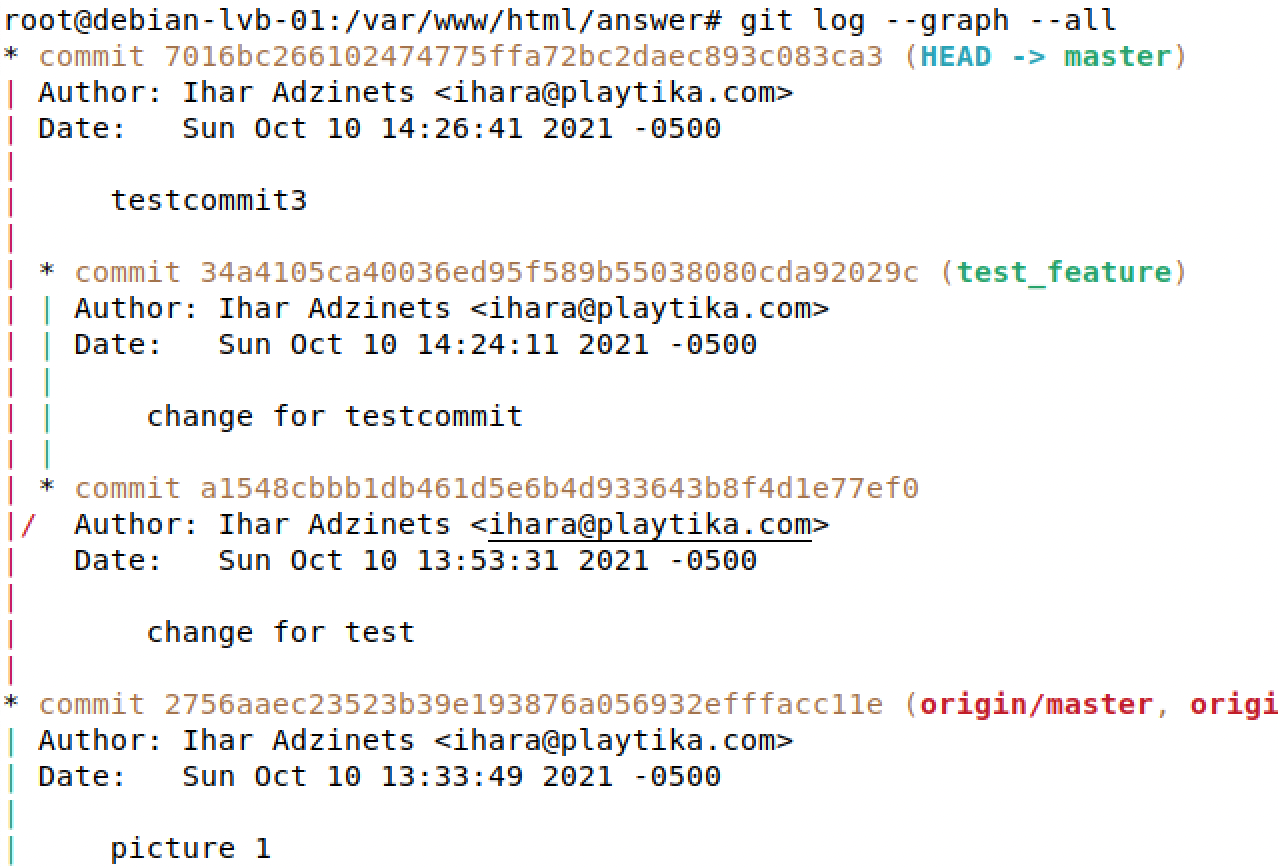 root@debian-lvb-01:/var/www/html/answer# git log --graph --all
* commit 7016bc266102474775ffa72bc2daec893c083ca3 (HEAD -> master)
| Author: Ihar Adzinets <ihara@playtika.com>
| Date:   Sun Oct 10 14:26:41 2021 -0500
|
|     testcommit3
|
| * commit 34a4105ca40036ed95f589b55038080cda92029c (test_feature)
| | Author: Ihar Adzinets <ihara@playtika.com>
| | Date:   Sun Oct 10 14:24:11 2021 -0500
| |
| |     change for testcommit
| |
| * commit a1548cbbb1db461d5e6b4d933643b8f4d1e77ef0
|/  Author: Ihar Adzinets <ihara@playtika.com>
|   Date:   Sun Oct 10 13:53:31 2021 -0500
|
|       change for test
|
* commit 2756aaec23523b39e193876a056932efffacc11e (origin/master, origi
| Author: Ihar Adzinets <ihara@playtika.com>
| Date:   Sun Oct 10 13:33:49 2021 -0500
|
|     picture 1